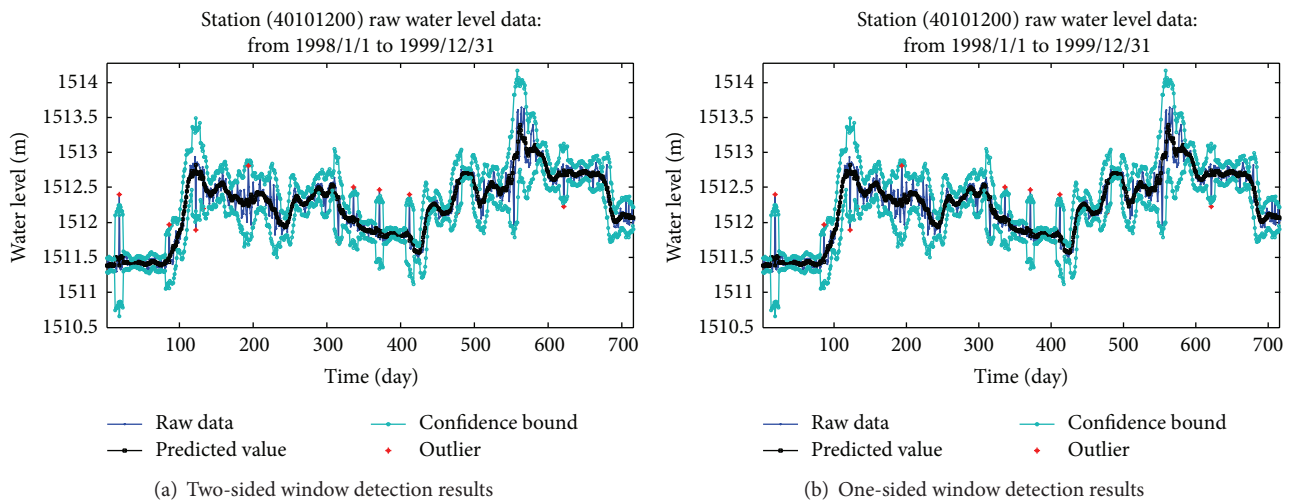 Station (40101200) raw water level data:
from 1998/1/1 to 1999/12/31
1514
1513.5
1513
1512.5
1512
1511.5
1511
1510.5
Water level (m)
100 200 300 400 500 600 700
Time (day)
Raw data
Confidence bound
Predicted value
Outlier
(a) Two-sided window detection results
Station (40101200) raw water level data:
from 1998/1/1 to 1999/12/31
1514
1513.5
1513
1512.5
1512
1511.5
1511
1510.5
Water level (m)
100 200 300 400 500 600 700
Time (day)
Raw data
Confidence bound
Predicted value
Outlier
(b) One-sided window detection results